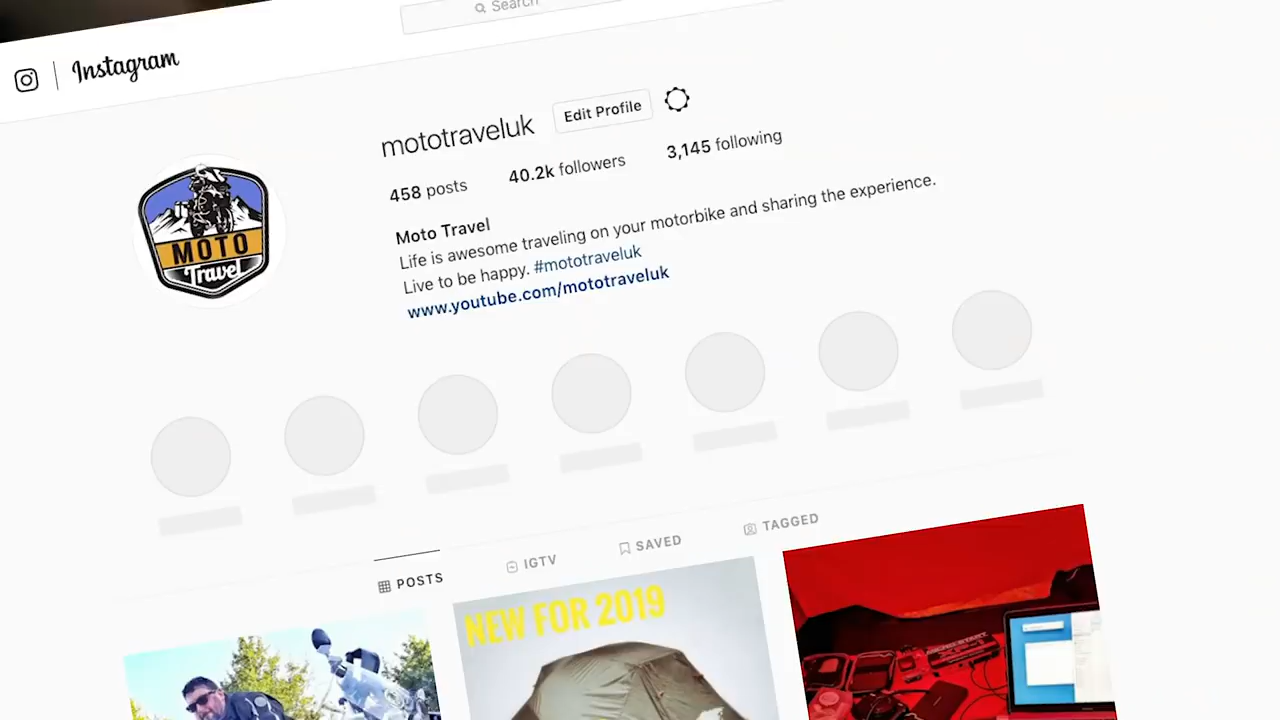 Search
Instagram
mototraveluk Edit Profile
458 posts 40.2k followers 3,145 following
Moto Travel
Life is awesome traveling on your motorbike and sharing the experience.
Live to be happy. #mototraveluk
www.youtube.com/mototraveluk
MOTO
Travel
POSTS IGTV SAVED TAGGED
NEW FOR 2019